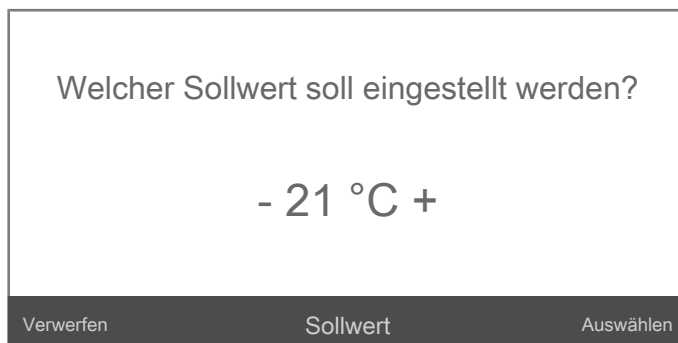 Welcher Sollwert soll eingestellt werden?
- 21 °C +
Verwerfen Sollwert Auswählen